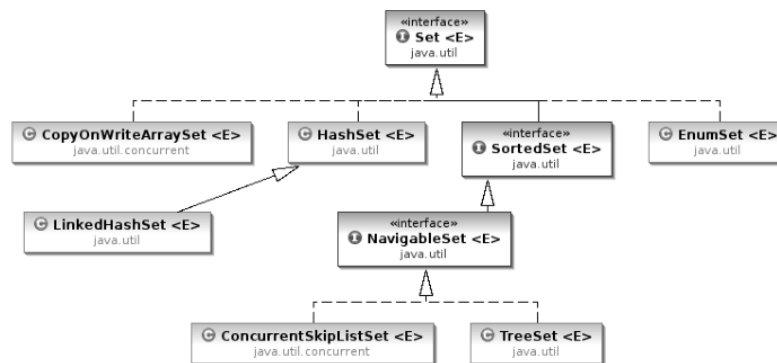 «interface»
I Set <E>
java.util
C CopyOnWriteArraySet <E>
java.util.concurrent
C HashSet <E>
java.util
«interface»
I SortedSet <E>
java.util
C EnumSet <E>
java.util
C LinkedHashSet <E>
java.util
«interface»
I NavigableSet <E>
java.util
C ConcurrentSkipListSet <E>
java.util.concurrent
C TreeSet <E>
java.util